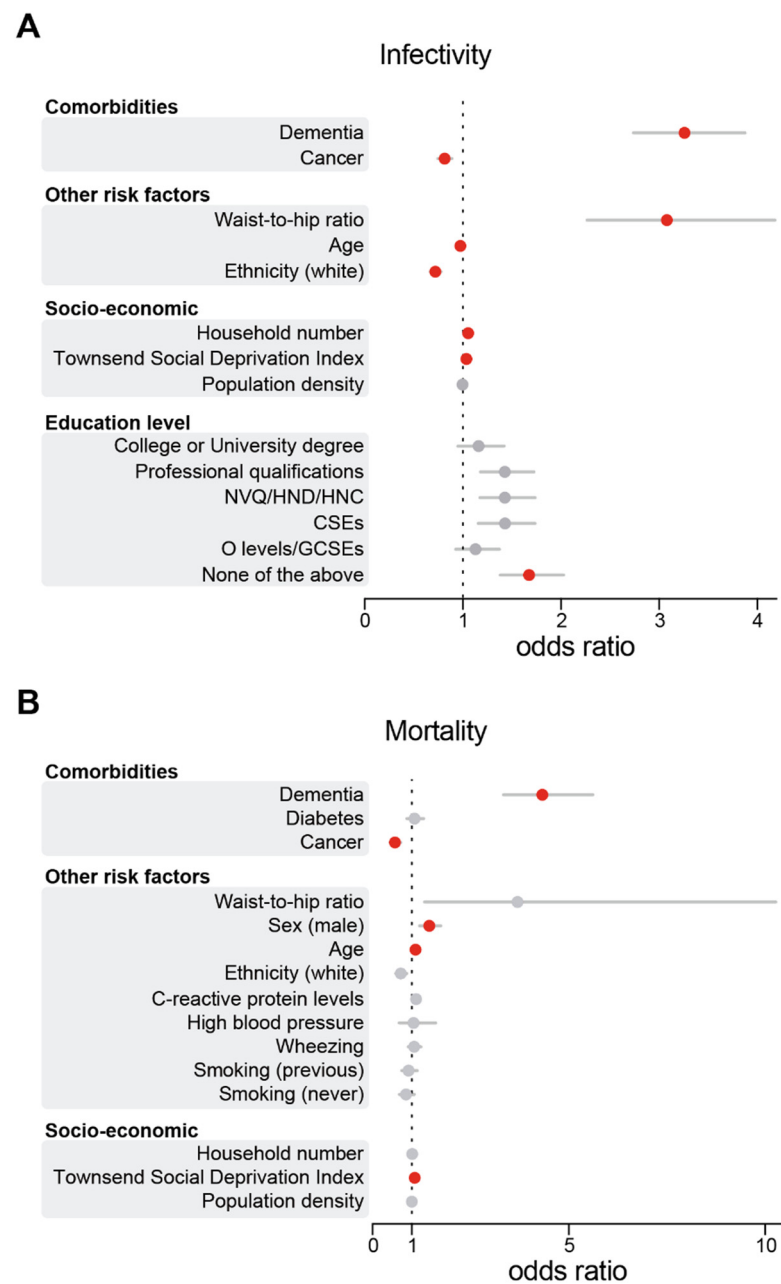 A
Infectivity
Comorbidities
Dementia
Cancer
Other risk factors
Waist-to-hip ratio
Age
Ethnicity (white)
Socio-economic
Household number
Townsend Social Deprivation Index
Population density
Education level
College or University degree
Professional qualifications
NVQ/HND/HNC
CSEs
O levels/GCSEs
None of the above
0 1 2 3 4
odds ratio
B
Mortality
Comorbidities
Dementia
Diabetes
Cancer
Other risk factors
Waist-to-hip ratio
Sex (male)
Age
Ethnicity (white)
C-reactive protein levels
High blood pressure
Wheezing
Smoking (previous)
Smoking (never)
Socio-economic
Household number
Townsend Social Deprivation Index
Population density
0 1 5 10
odds ratio